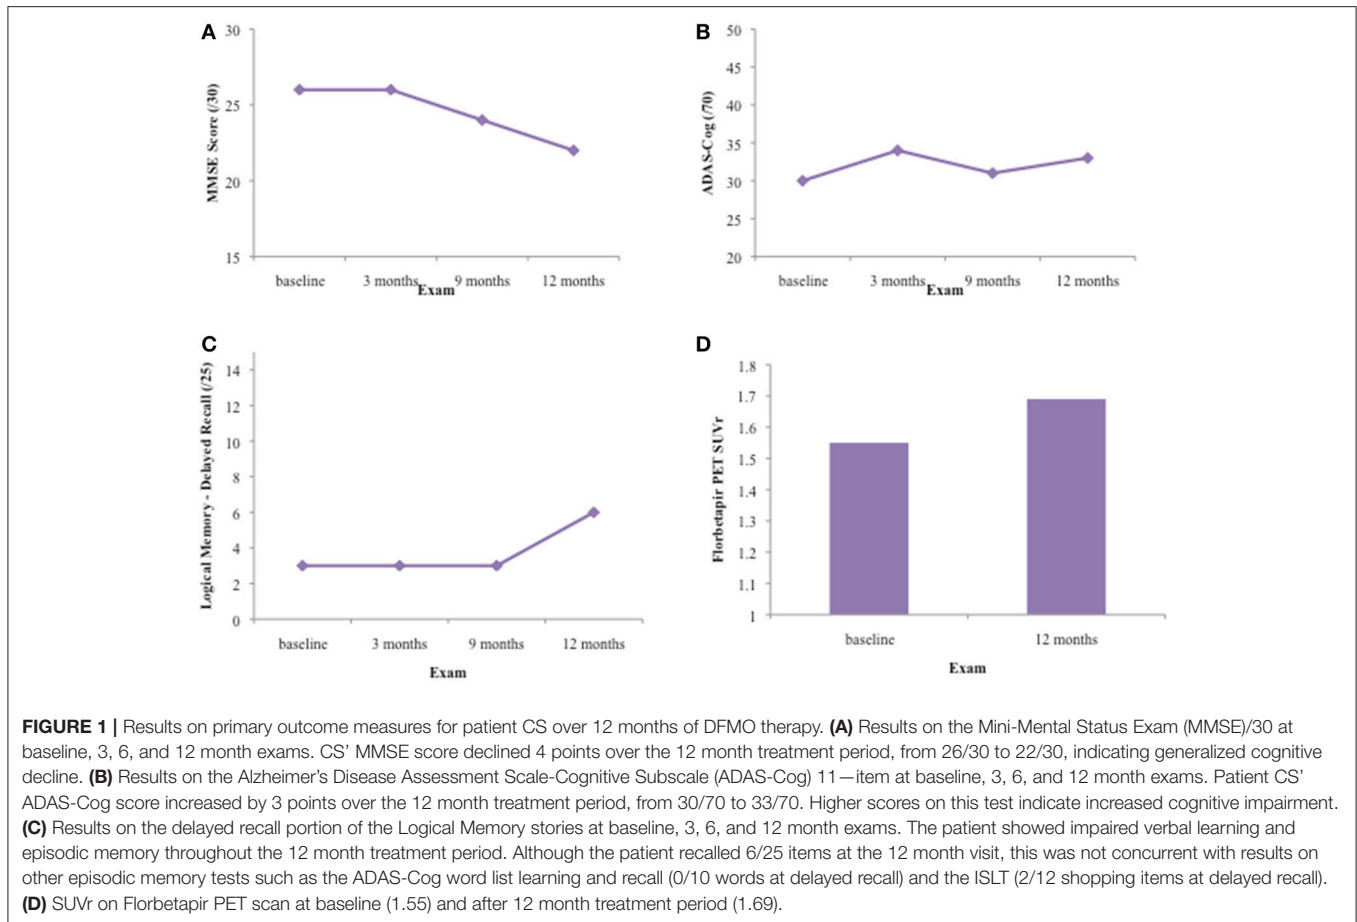 A
30
25
20
15
MMSE Score (/30)
baseline
3 months
9 months
12 months
Exam
B
50
45
40
35
30
25
20
ADAS-Cog (/70)
baseline
3 months
9 months
12 months
Exam
C
14
12
10
8
6
4
2
0
Logical Memory - Delayed Recall (/25)
baseline
3 months
9 months
12 months
Exam
D
1.8
1.7
1.6
1.5
1.4
1.3
1.2
1.1
1
Florbetapir PET SUVr
baseline
12 months
Exam
FIGURE 1 | Results on primary outcome measures for patient CS over 12 months of DFMO therapy. (A) Results on the Mini-Mental Status Exam (MMSE)/30 at
baseline, 3, 6, and 12 month exams. CS' MMSE score declined 4 points over the 12 month treatment period, from 26/30 to 22/30, indicating generalized cognitive
decline. (B) Results on the Alzheimer's Disease Assessment Scale-Cognitive Subscale (ADAS-Cog) 11—item at baseline, 3, 6, and 12 month exams. Patient CS'
ADAS-Cog score increased by 3 points over the 12 month treatment period, from 30/70 to 33/70. Higher scores on this test indicate increased cognitive impairment.
(C) Results on the delayed recall portion of the Logical Memory stories at baseline, 3, 6, and 12 month exams. The patient showed impaired verbal learning and
episodic memory throughout the 12 month treatment period. Although the patient recalled 6/25 items at the 12 month visit, this was not concurrent with results on
other episodic memory tests such as the ADAS-Cog word list learning and recall (0/10 words at delayed recall) and the ISLT (2/12 shopping items at delayed recall).
(D) SUVr on Florbetapir PET scan at baseline (1.55) and after 12 month treatment period (1.69).